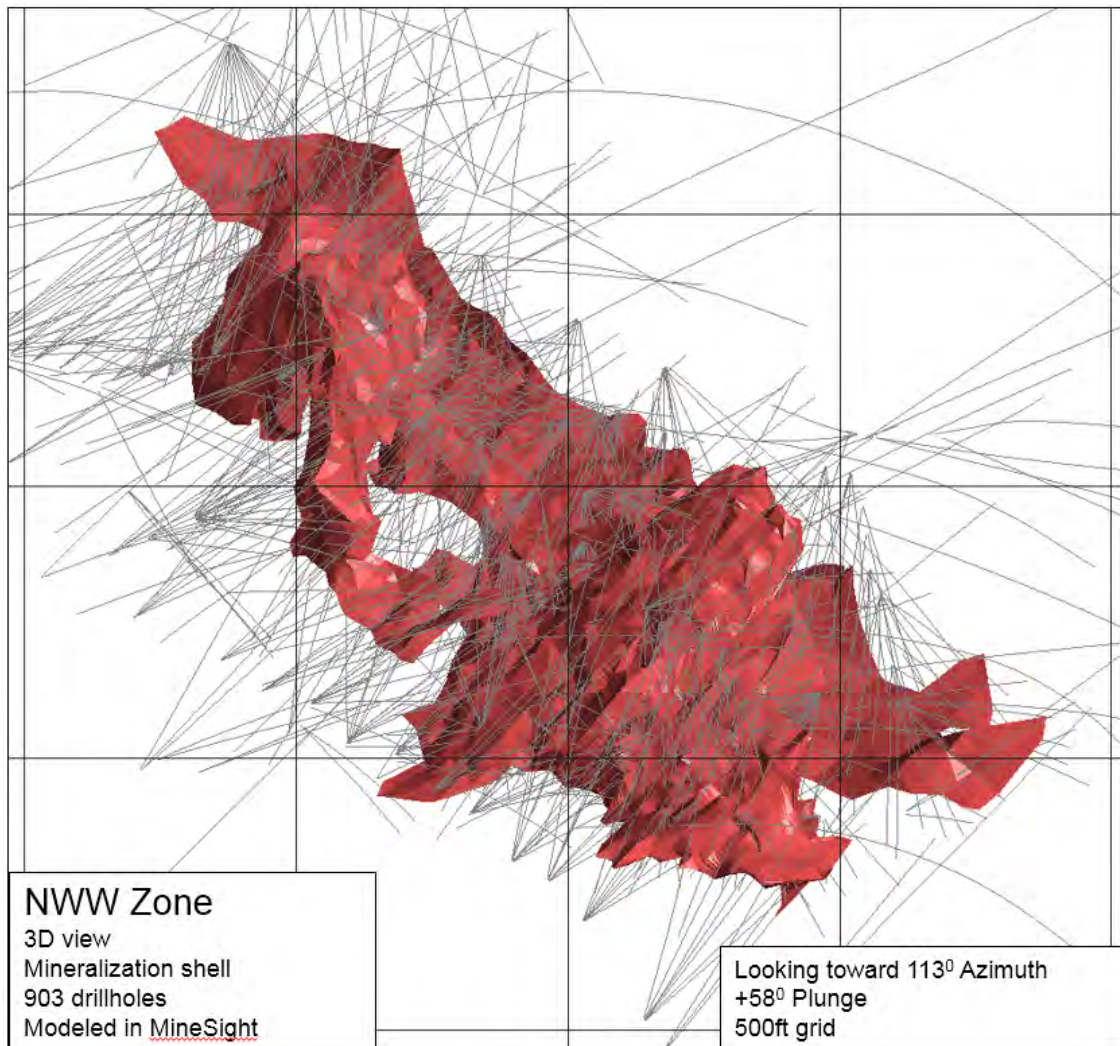 NWW Zone
3D view
Mineralization shell
903 drillholes
Modeled in MineSight
Looking toward 113⁰ Azimuth
+58⁰ Plunge
500ft grid